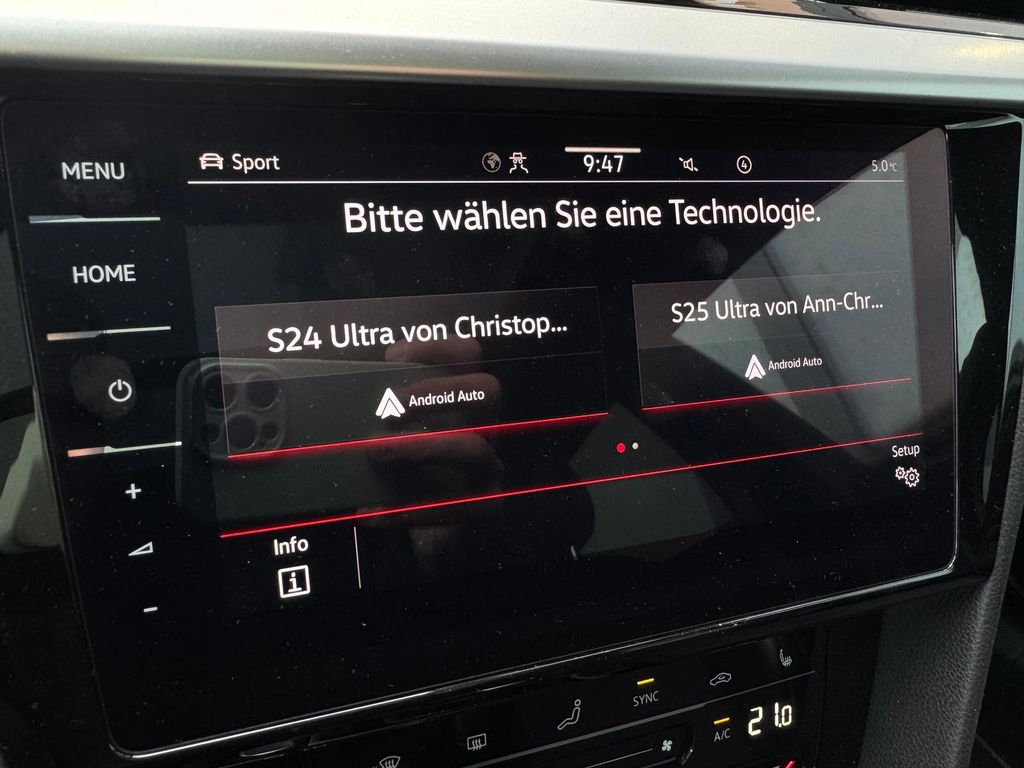 MENU
Sport
9:47
4
5.0°C
Bitte wählen Sie eine Technologie.
HOME
S24 Ultra von Christop...
Android Auto
S25 Ultra von Ann-Chr...
Android Auto
Setup
+
Info
i
-
SYNC
A/C
21.0